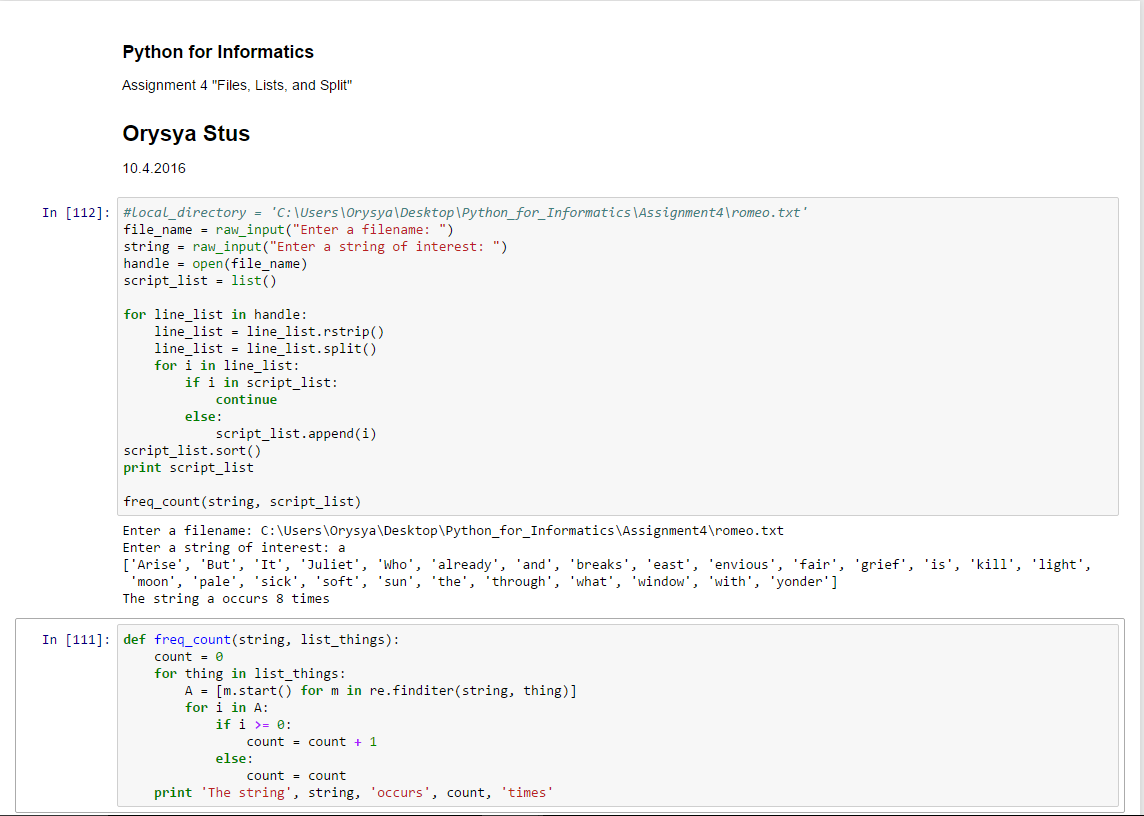 Python for Informatics
Assignment 4 "Files, Lists, and Split"
Orysya Stus
10.4.2016
In [112]: #local_directory = 'C:\Users\Orysya\Desktop\Python_for_Informatics\Assignment4\romeo.txt'
file_name = raw_input("Enter a filename: ")
string = raw_input("Enter a string of interest: ")
handle = open(file_name)
script_list = list()

for line_list in handle:
    line_list = line_list.rstrip()
    line_list = line_list.split()
    for i in line_list:
        if i in script_list:
            continue
        else:
            script_list.append(i)
script_list.sort()
print script_list

freq_count(string, script_list)
Enter a filename: C:\Users\Orysya\Desktop\Python_for_Informatics\Assignment4\romeo.txt
Enter a string of interest: a
['Arise', 'But', 'It', 'Juliet', 'Who', 'already', 'and', 'breaks', 'east', 'envious', 'fair', 'grief', 'is', 'kill', 'light',
'moon', 'pale', 'sick', 'soft', 'sun', 'the', 'through', 'what', 'window', 'with', 'yonder']
The string a occurs 8 times
In [111]: def freq_count(string, list_things):
    count = 0
    for thing in list_things:
        A = [m.start() for m in re.finditer(string, thing)]
        for i in A:
            if i >= 0:
                count = count + 1
            else:
                count = count
    print 'The string', string, 'occurs', count, 'times'